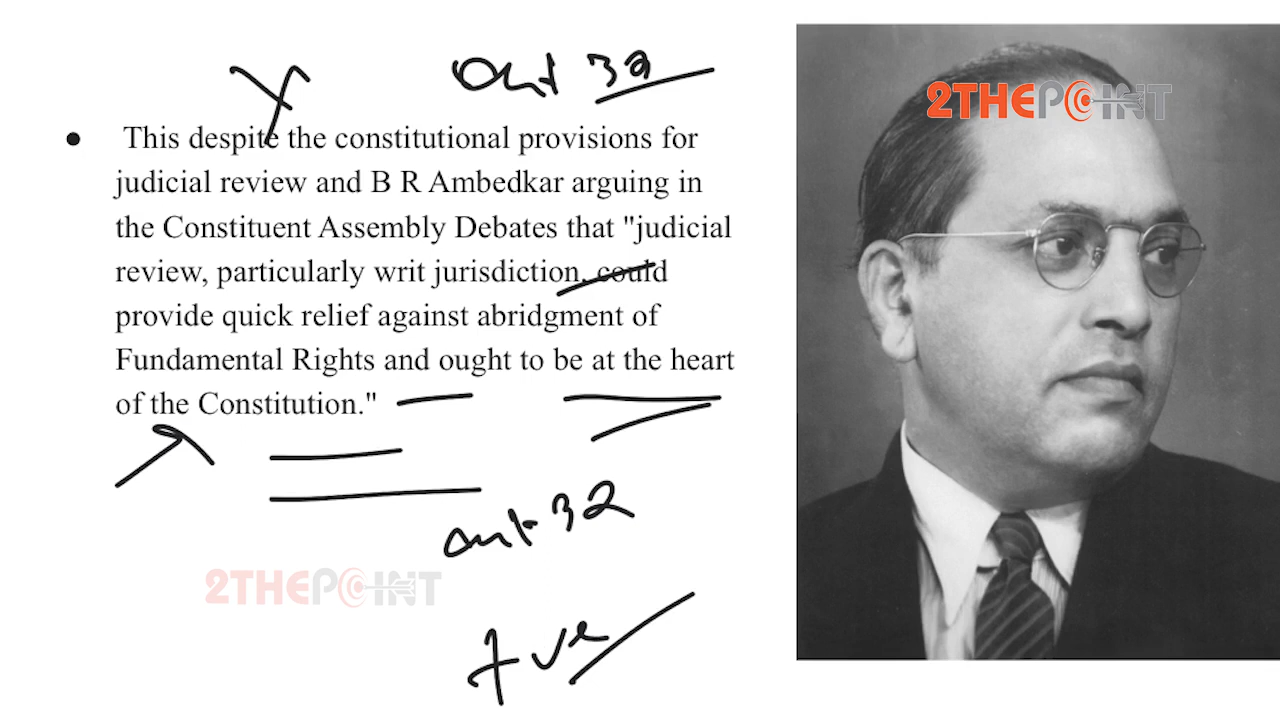 Art 32
2THEPOINT
• This despite the constitutional provisions for
judicial review and B R Ambedkar arguing in
the Constituent Assembly Debates that "judicial
review, particularly writ jurisdiction, could
provide quick relief against abridgment of
Fundamental Rights and ought to be at the heart
of the Constitution."
art 32
2THEPOINT
+ve